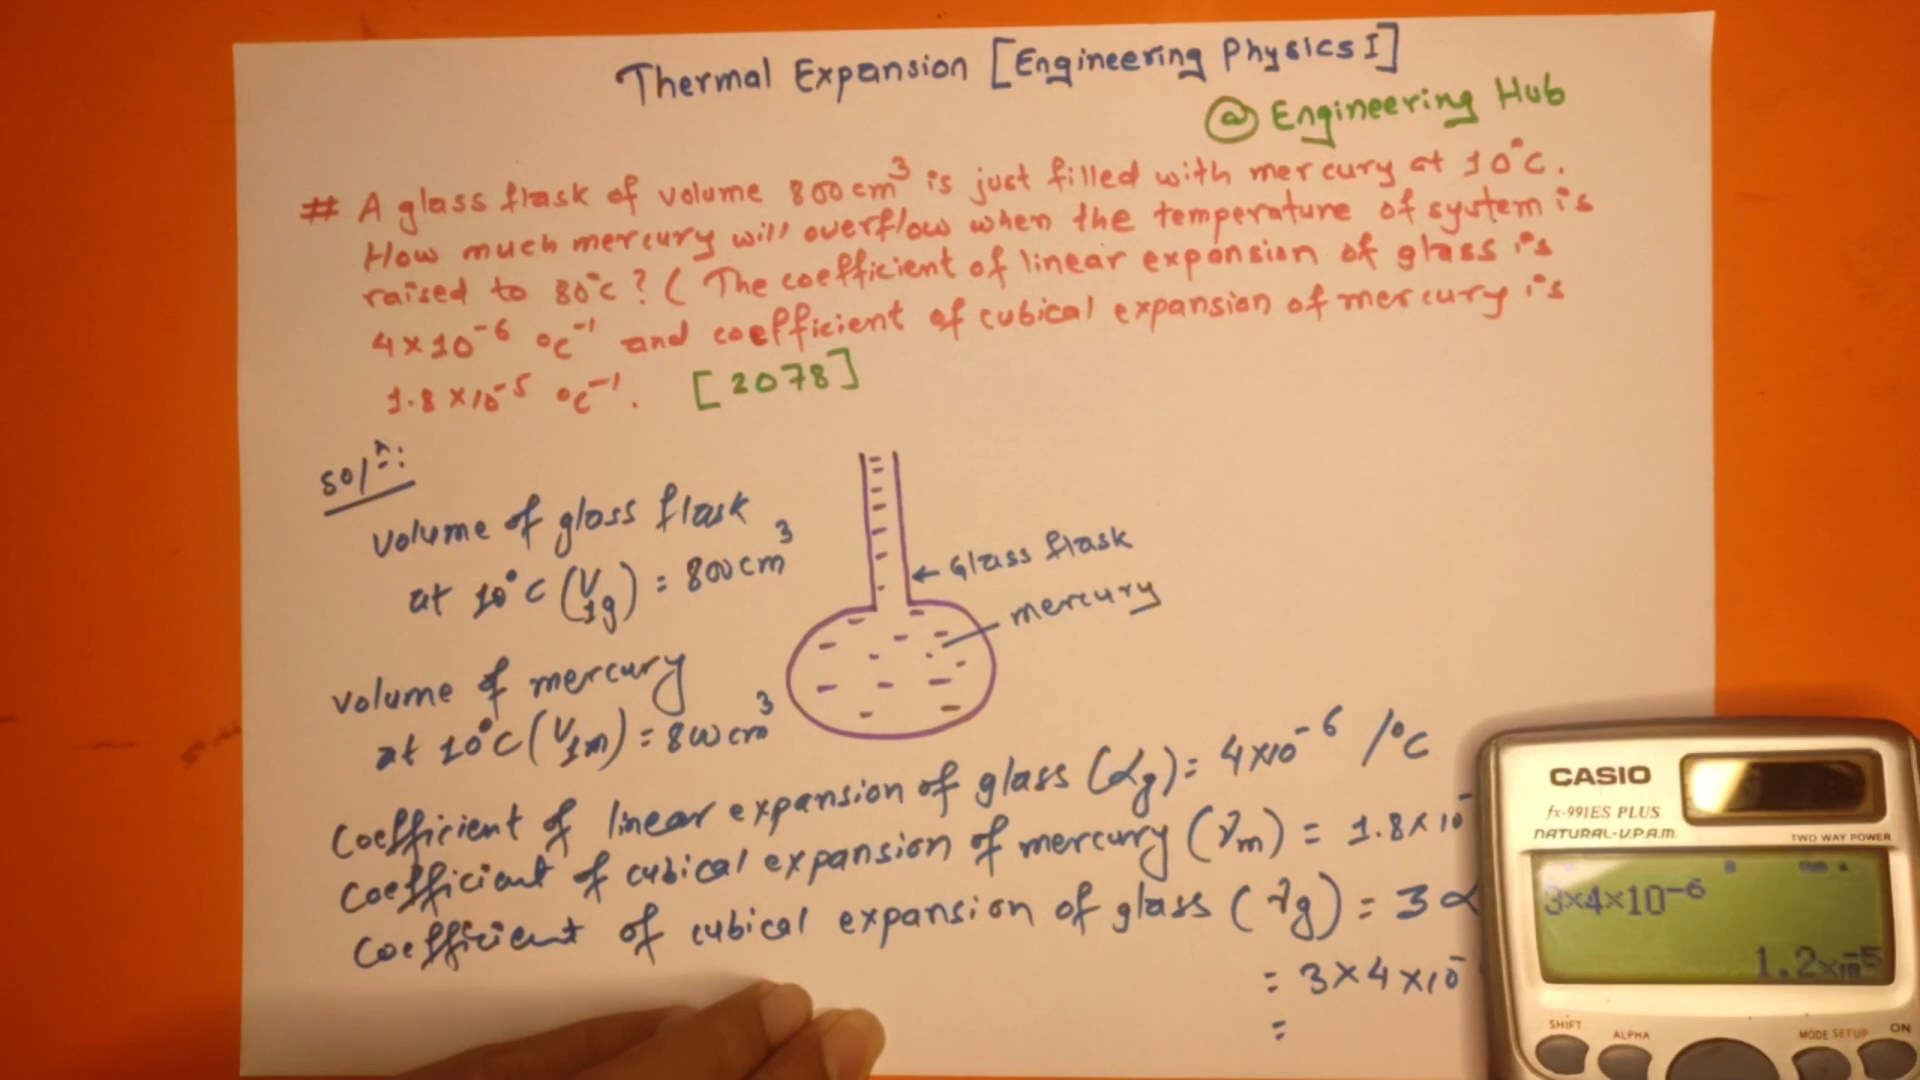 Thermal Expansion [Engineering Physics I]
@ Engineering Hub
# A glass flask of volume 800 cm³ is just filled with mercury at 10°C.
How much mercury will overflow when the temperature of system is
raised to 80°C? (The coefficient of linear expansion of glass is
4×10⁻⁶ °C⁻¹ and coefficient of cubical expansion of mercury is
1.8×10⁻⁵ °C⁻¹. [2078]
solⁿ:
volume of glass flask
at 10°C (V1g) = 800 cm³
Glass flask
mercury
volume of mercury
at 10°C (V1m) = 800 cm³
Coefficient of linear expansion of glass (αg) = 4×10⁻⁶ /°C
Coefficient of cubical expansion of mercury (γm) = 1.8×10⁻
Coefficient of cubical expansion of glass (γg) = 3α
= 3×4×10⁻
=
CASIO
fx-991ES PLUS
NATURAL-V.P.A.M.
TWO WAY POWER
3×4×10⁻⁶
1.2×10⁻⁵
SHIFT
ALPHA
MODE SETUP
ON